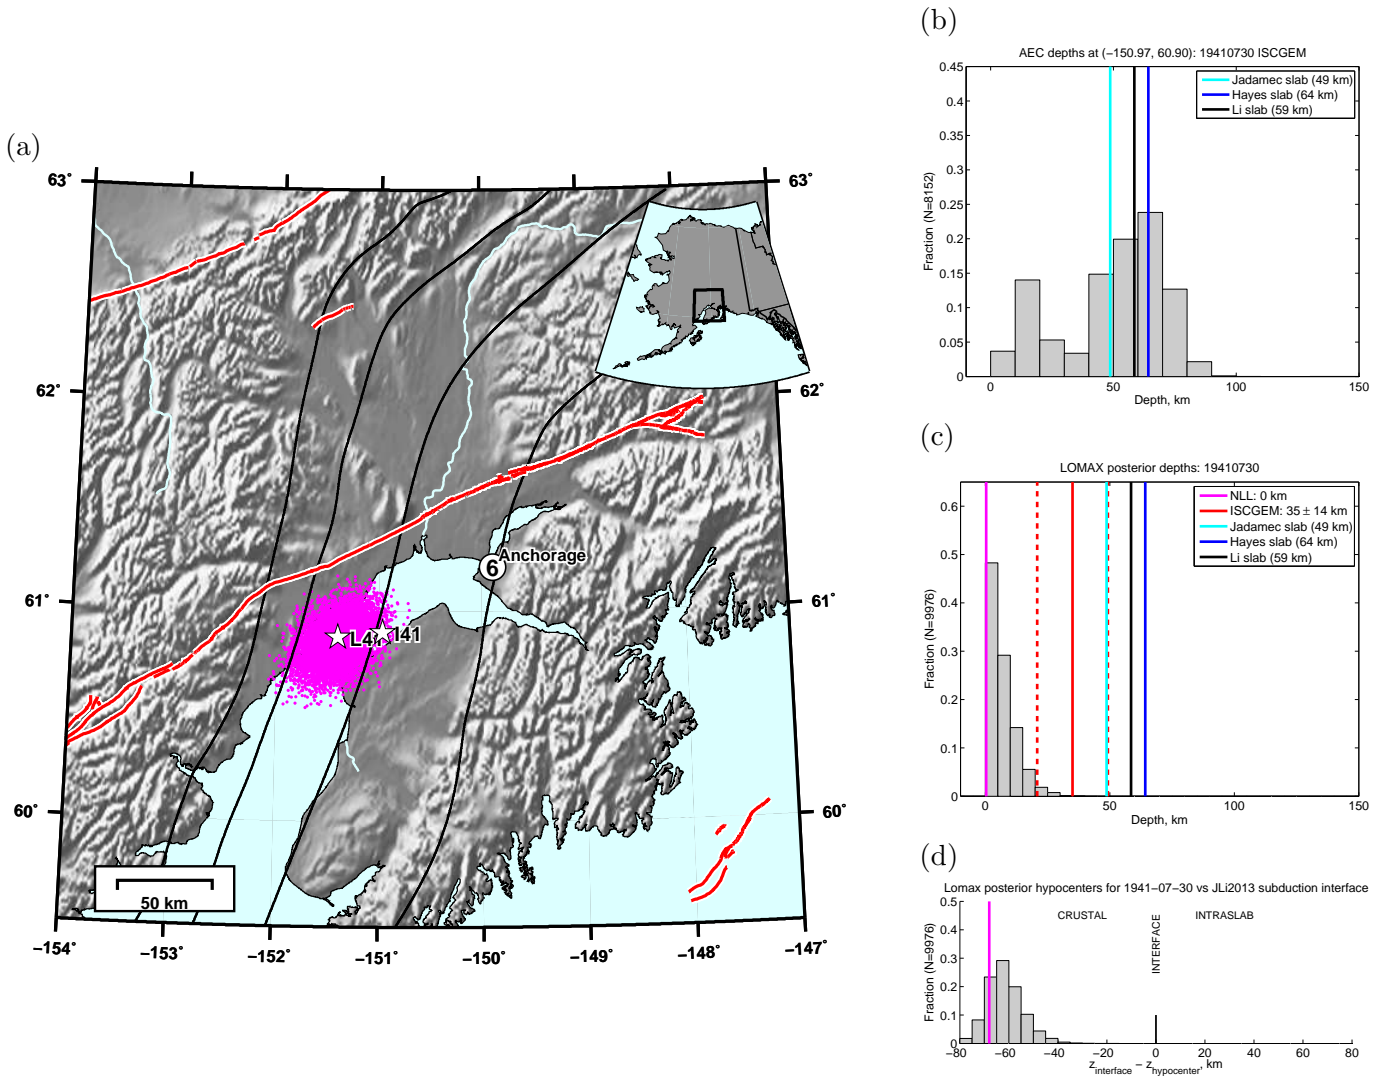 (a)
63°
63°
62°
62°
61°
61°
60°
60°
Anchorage
6
L4
I41
50 km
−154°
−153°
−152°
−151°
−150°
−149°
−148°
−147°
(b)
AEC depths at (−150.97, 60.90): 19410730 ISCGEM
Jadamec slab (49 km)
Hayes slab (64 km)
Li slab (59 km)
0.45
0.4
0.35
0.3
0.25
0.2
0.15
0.1
0.05
0
Fraction (N=8152)
0 50 100 150
Depth, km
(c)
LOMAX posterior depths: 19410730
NLL: 0 km
ISCGEM: 35 ± 14 km
Jadamec slab (49 km)
Hayes slab (64 km)
Li slab (59 km)
0.6
0.5
0.4
0.3
0.2
0.1
0
Fraction (N=9976)
0 50 100 150
Depth, km
(d)
Lomax posterior hypocenters for 1941−07−30 vs JLi2013 subduction interface
CRUSTAL
INTERFACE
INTRASLAB
0.5
0.4
0.3
0.2
0.1
0
Fraction (N=9976)
−80 −60 −40 −20 0 20 40 60 80
z interface − z hypocenter, km